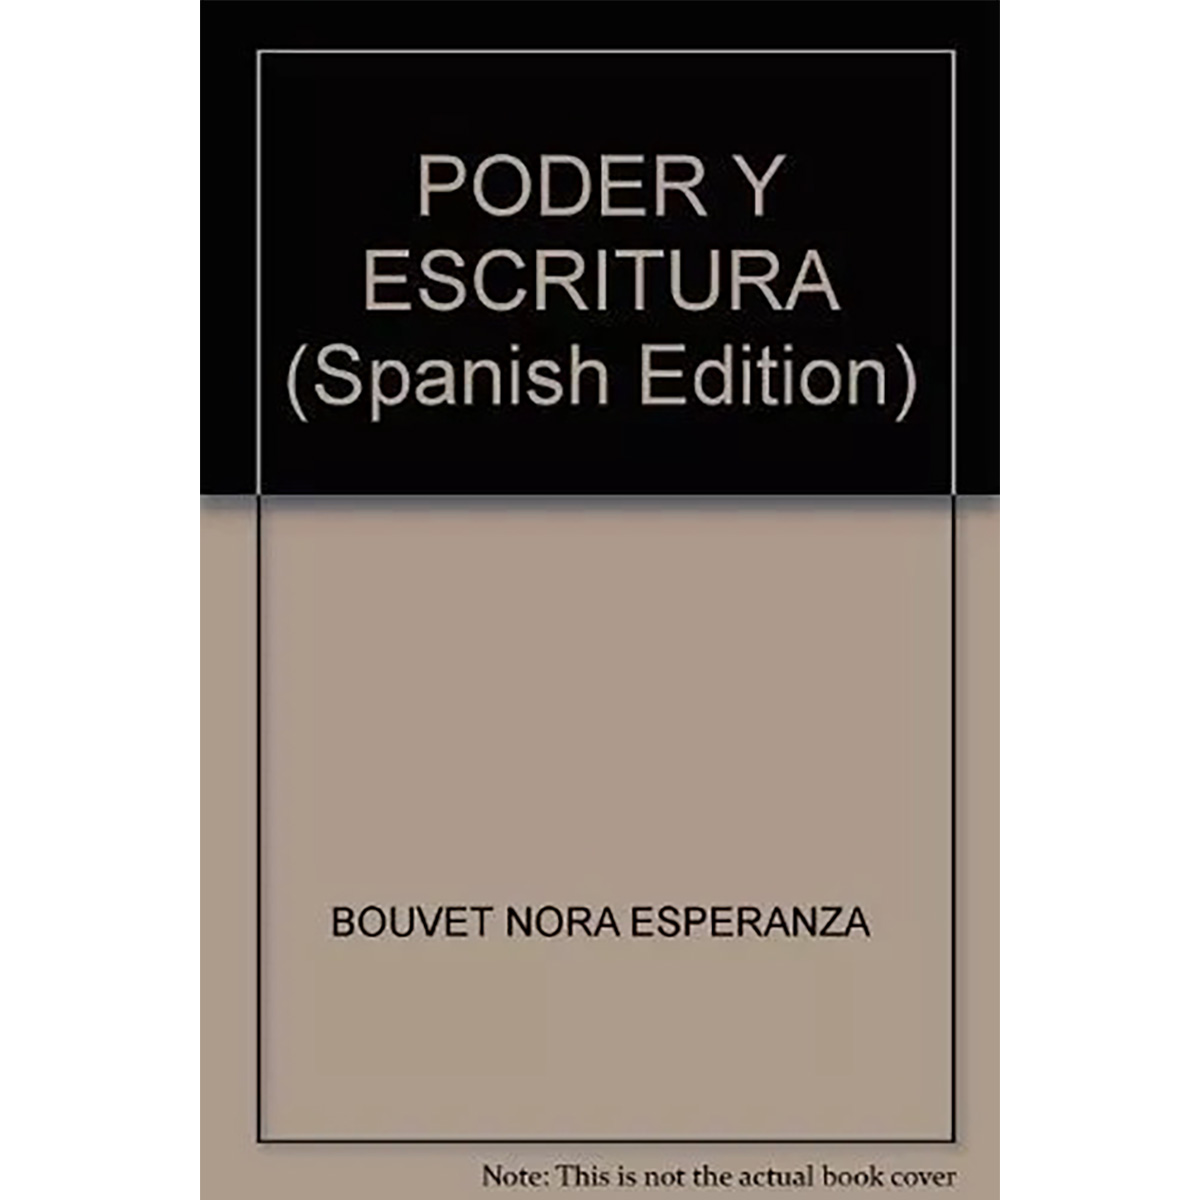 PODER Y
ESCRITURA
(Spanish Edition)
BOUVET NORA ESPERANZA
Note: This is not the actual book cover